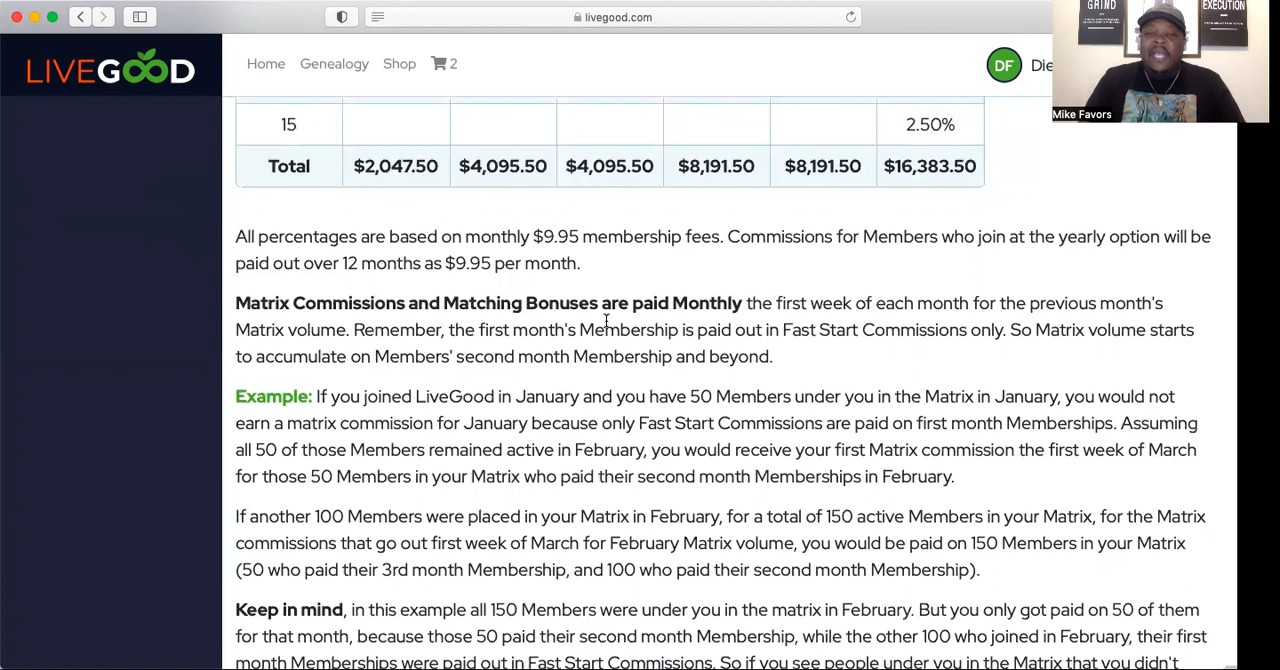 livegood.com
GRIND
EXECUTION
LIVEGOOD
Home Genealogy Shop 2
DF Die
Mike Favors
15 2.50%
Total $2,047.50 $4,095.50 $4,095.50 $8,191.50 $8,191.50 $16,383.50
All percentages are based on monthly $9.95 membership fees. Commissions for Members who join at the yearly option will be
paid out over 12 months as $9.95 per month.
Matrix Commissions and Matching Bonuses are paid Monthly the first week of each month for the previous month's
Matrix volume. Remember, the first month's Membership is paid out in Fast Start Commissions only. So Matrix volume starts
to accumulate on Members' second month Membership and beyond.
Example: If you joined LiveGood in January and you have 50 Members under you in the Matrix in January, you would not
earn a matrix commission for January because only Fast Start Commissions are paid on first month Memberships. Assuming
all 50 of those Members remained active in February, you would receive your first Matrix commission the first week of March
for those 50 Members in your Matrix who paid their second month Memberships in February.
If another 100 Members were placed in your Matrix in February, for a total of 150 active Members in your Matrix, for the Matrix
commissions that go out first week of March for February Matrix volume, you would be paid on 150 Members in your Matrix
(50 who paid their 3rd month Membership, and 100 who paid their second month Membership).
Keep in mind, in this example all 150 Members were under you in the matrix in February. But you only got paid on 50 of them
for that month, because those 50 paid their second month Membership, while the other 100 who joined in February, their first
month Memberships were paid out in Fast Start Commissions. So if you see people under you in the Matrix that you didn't